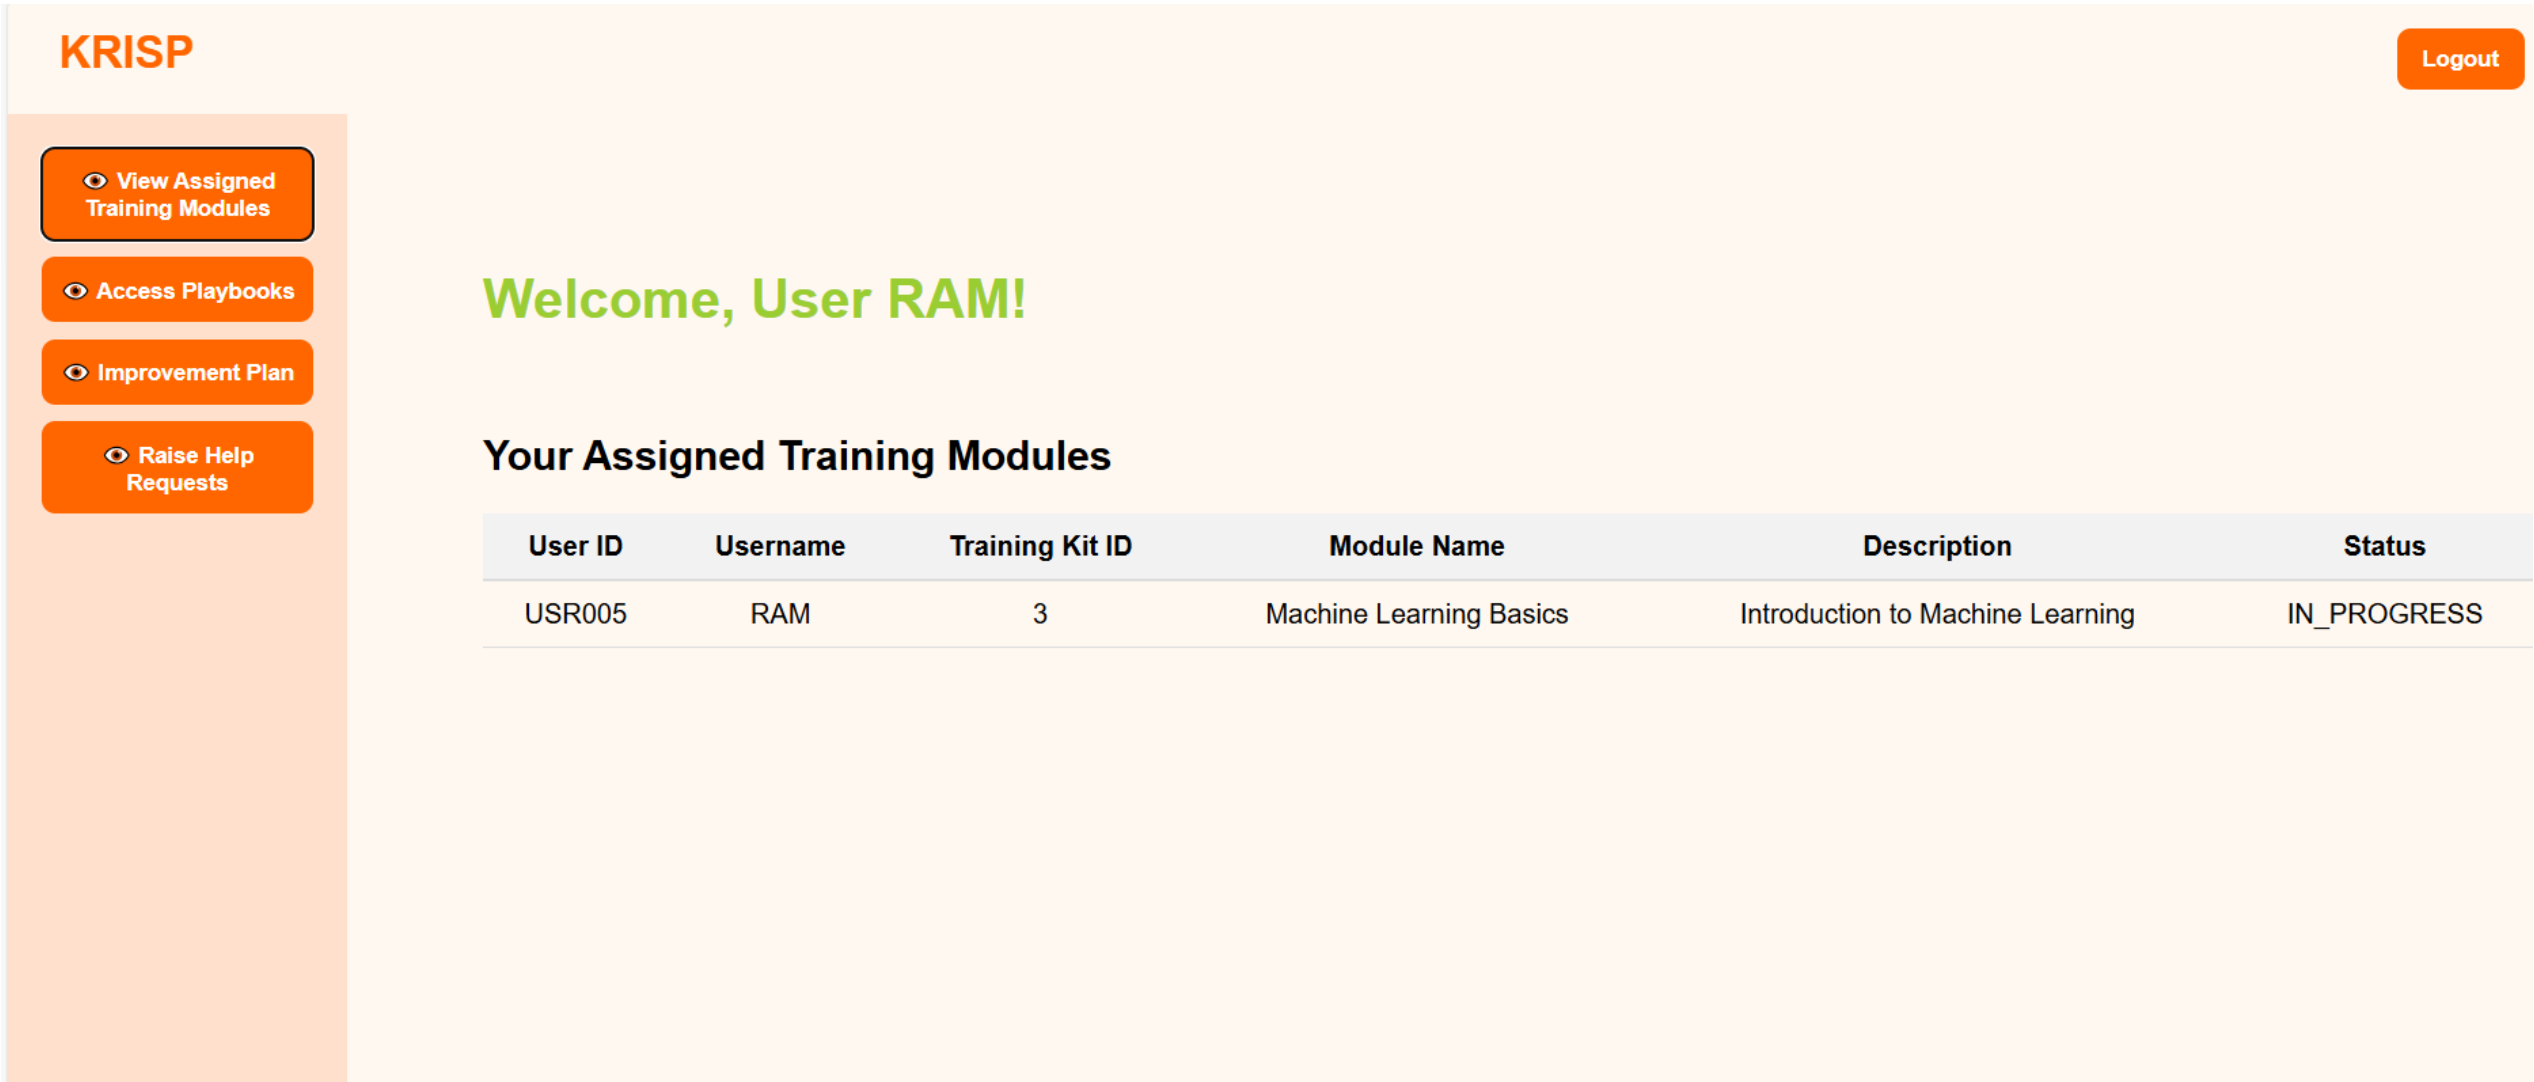 KRISP
Logout
View Assigned
Training Modules
Access Playbooks
Improvement Plan
Raise Help
Requests
Welcome, User RAM!
Your Assigned Training Modules
User ID Username Training Kit ID Module Name Description Status
USR005 RAM 3 Machine Learning Basics Introduction to Machine Learning IN_PROGRESS